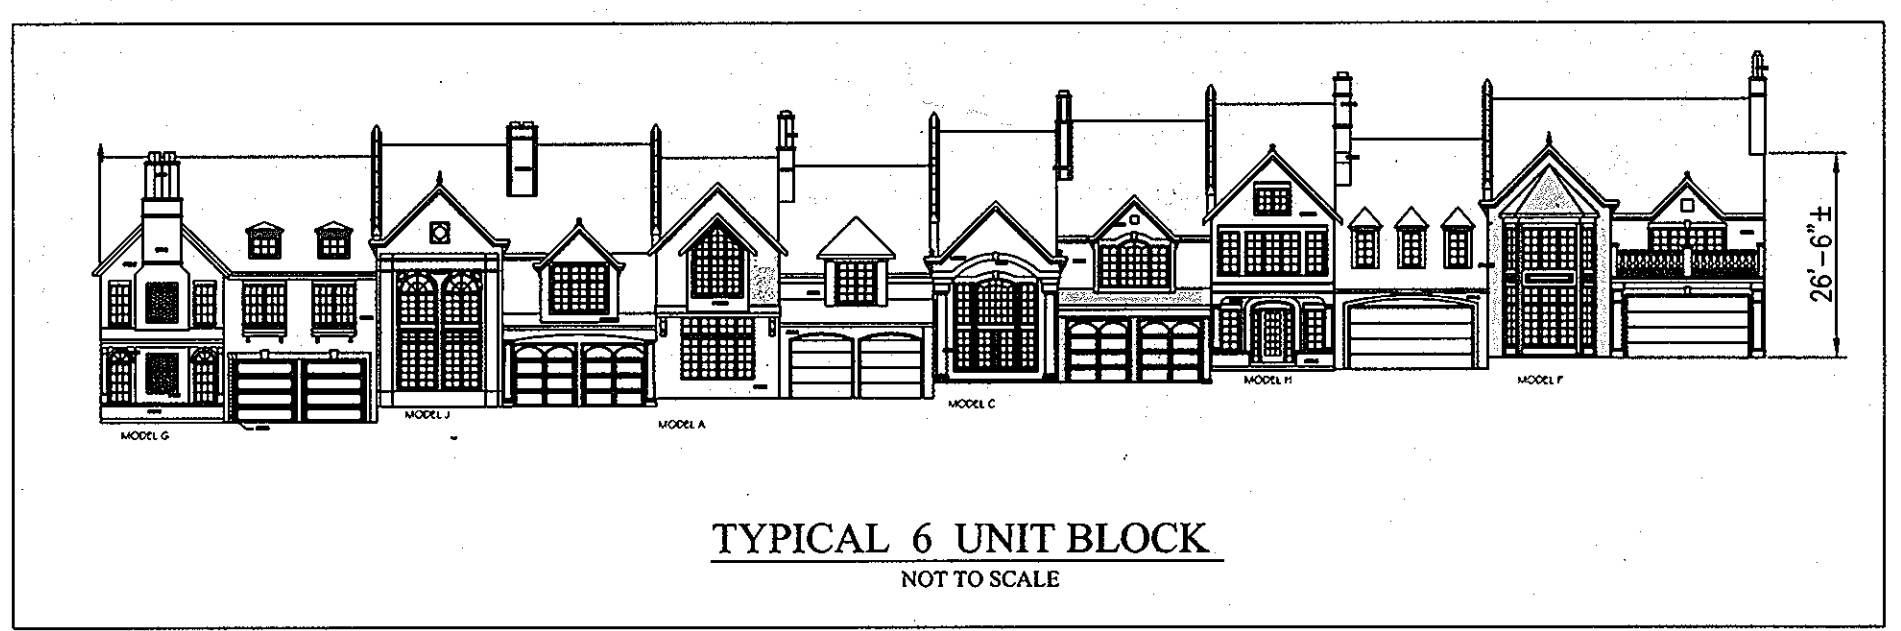 MODEL G
MODEL J
MODEL A
MODEL C
MODEL H
MODEL F
26'-6"±
TYPICAL 6 UNIT BLOCK
NOT TO SCALE